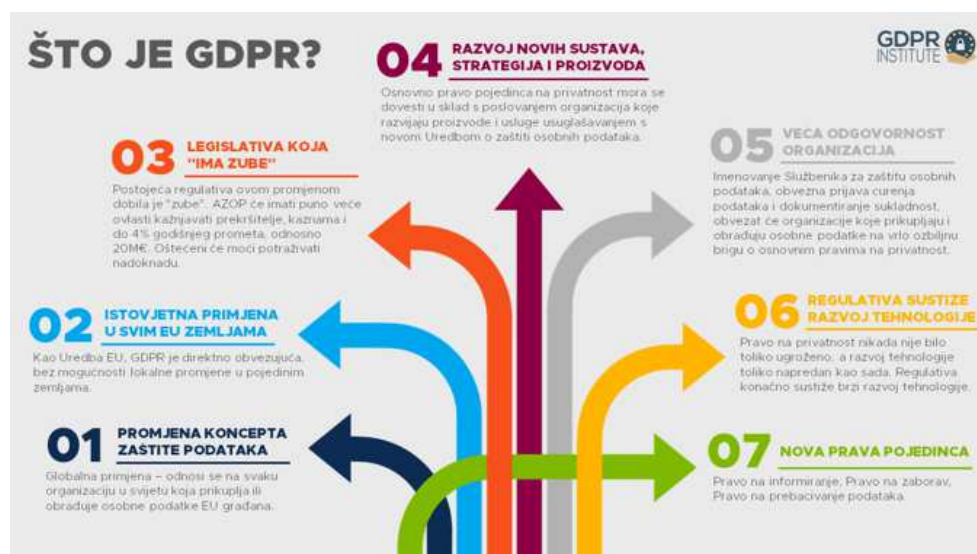 ŠTO JE GDPR?
GDPR
INSTITUTE
04 RAZVOJ NOVIH SUSTAVA,
STRATEGIJA I PROIZVODA
Osnovno pravo pojedinca na privatnost mora se
dovesti u sklad s poslovanjem organizacija koje
razvijaju proizvode i usluge usuglašavanjem s
novom Uredbom o zaštiti osobnih podataka.
03 LEGISLATIVA KOJA
"IMA ZUBE"
Postojeća regulativa ovom promjenom
dobila je "zube". AZOP će imati puno veće
ovlasti kažnjavati prekršitelje, kaznama i
do 4% godišnjeg prometa, odnosno
20M€. Oštećeni će moći potraživati
nadoknadu.
05 VECA ODGOVORNOST
ORGANIZACIJA
Imenovanje Službenika za zaštitu osobnih
podataka, obvezna prijava curenja
podataka i dokumentiranje sukladnost,
obvezat će organizacije koje prikupljaju i
obrađuju osobne podatke na vrlo ozbiljnu
brigu o osnovnim pravima na privatnost.
02 ISTOVJETNA PRIMJENA
U SVIM EU ZEMLJAMA
Kao Uredba EU, GDPR je direktno obvezujuća,
bez mogućnosti lokalne promjene u pojedinim
zemljama.
06 REGULATIVA SUSTIZE
RAZVOJ TEHNOLOGIJE
Pravo na privatnost nikada nije bilo
toliko ugroženo, a razvoj tehnologije
toliko napredan kao sada. Regulativa
konačno sustiže brzi razvoj tehnologije.
01 PROMJENA KONCEPTA
ZAŠTITE PODATAKA
Globalna primjena – odnosi se na svaku
organizaciju u svijetu koja prikuplja ili
obrađuje osobne podatke EU građana.
07 NOVA PRAVA POJEDINCA
Pravo na informiranje, Pravo na zaborav,
Pravo na prebacivanje podataka.